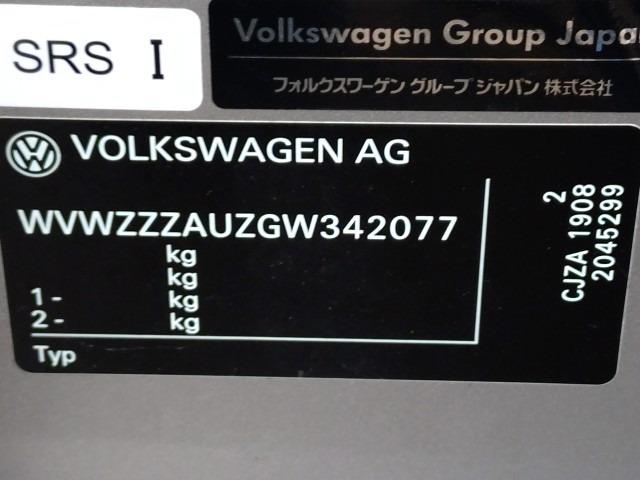 SRS I
Volkswagen Group Japa
フォルクスワーゲン グループ ジャパン 株式会社
VOLKSWAGEN AG
WVWZZZAUZGW342077
kg
kg
1- kg
2- kg
Typ
2
CJZA 1908
2045299